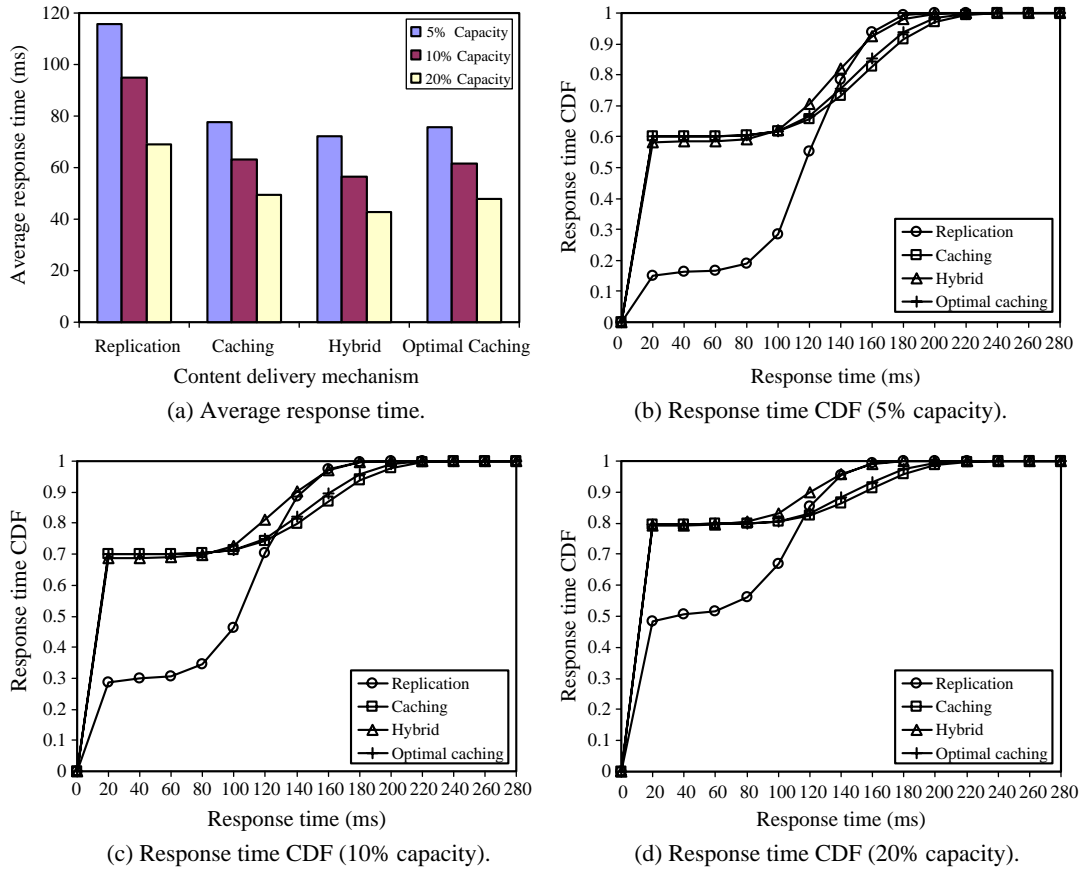 120
100
80
60
40
20
0
Average response time (ms)
5% Capacity
10% Capacity
20% Capacity
Replication Caching Hybrid Optimal Caching
Content delivery mechanism
(a) Average response time.
1
0.9
0.8
0.7
0.6
0.5
0.4
0.3
0.2
0.1
0
Response time CDF
Replication
Caching
Hybrid
Optimal caching
0 20 40 60 80 100 120 140 160 180 200 220 240 260 280
Response time (ms)
(b) Response time CDF (5% capacity).
1
0.9
0.8
0.7
0.6
0.5
0.4
0.3
0.2
0.1
0
Response time CDF
Replication
Caching
Hybrid
Optimal caching
0 20 40 60 80 100 120 140 160 180 200 220 240 260 280
Response time (ms)
(c) Response time CDF (10% capacity).
1
0.9
0.8
0.7
0.6
0.5
0.4
0.3
0.2
0.1
0
Response time CDF
Replication
Caching
Hybrid
Optimal caching
0 20 40 60 80 100 120 140 160 180 200 220 240 260 280
Response time (ms)
(d) Response time CDF (20% capacity).